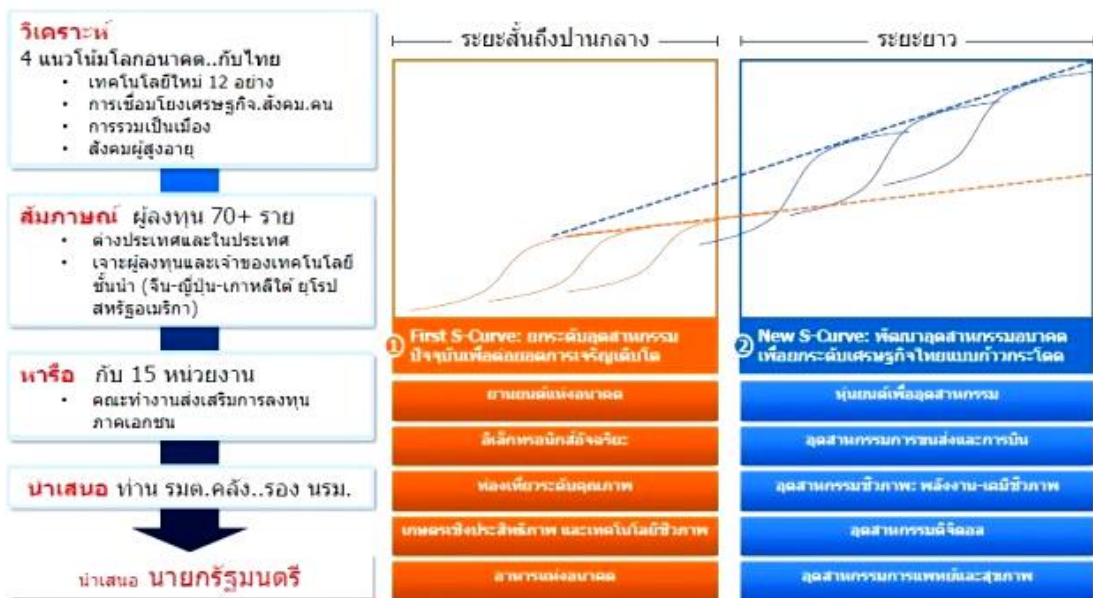 วิเคราะห์
4 แนวโน้มโลกอนาคต..กับไทย
• เทคโนโลยีใหม่ 12 อย่าง
• การเชื่อมโยงเศรษฐกิจ.สังคม.คน
• การรวมเป็นเมือง
• สังคมผู้สูงอายุ
สัมภาษณ์ ผู้ลงทุน 70+ ราย
• ต่างประเทศและในประเทศ
• เจาะผู้ลงทุนและเจ้าของเทคโนโลยี
ชั้นนำ (จีน-ญี่ปุ่น-เกาหลีใต้ ยุโรป
สหรัฐอเมริกา)
หารือ กับ 15 หน่วยงาน
• คณะทำงานส่งเสริมการลงทุน
ภาคเอกชน
นำเสนอ ท่าน รมต.คลัง..รอง นรม.
นำเสนอ นายกรัฐมนตรี
ระยะสั้นถึงปานกลาง
1 First S-Curve: ยกระดับอุตสาหกรรม
ปัจจุบันเพื่อต่อยอดการเจริญเติบโต
ยานยนต์แห่งอนาคต
อิเล็กทรอนิกส์อัจฉริยะ
ท่องเที่ยวระดับคุณภาพ
เกษตรเชิงประสิทธิภาพ และเทคโนโลยีชีวภาพ
อาหารแห่งอนาคต
ระยะยาว
2 New S-Curve: พัฒนาอุตสาหกรรมอนาคต
เพื่อยกระดับเศรษฐกิจไทยแบบก้าวกระโดด
หุ่นยนต์เพื่ออุตสาหกรรม
อุตสาหกรรมการขนส่งและการบิน
อุตสาหกรรมชีวภาพ: พลังงาน-เคมีชีวภาพ
อุตสาหกรรมดิจิตอล
อุตสาหกรรมการแพทย์และสุขภาพ